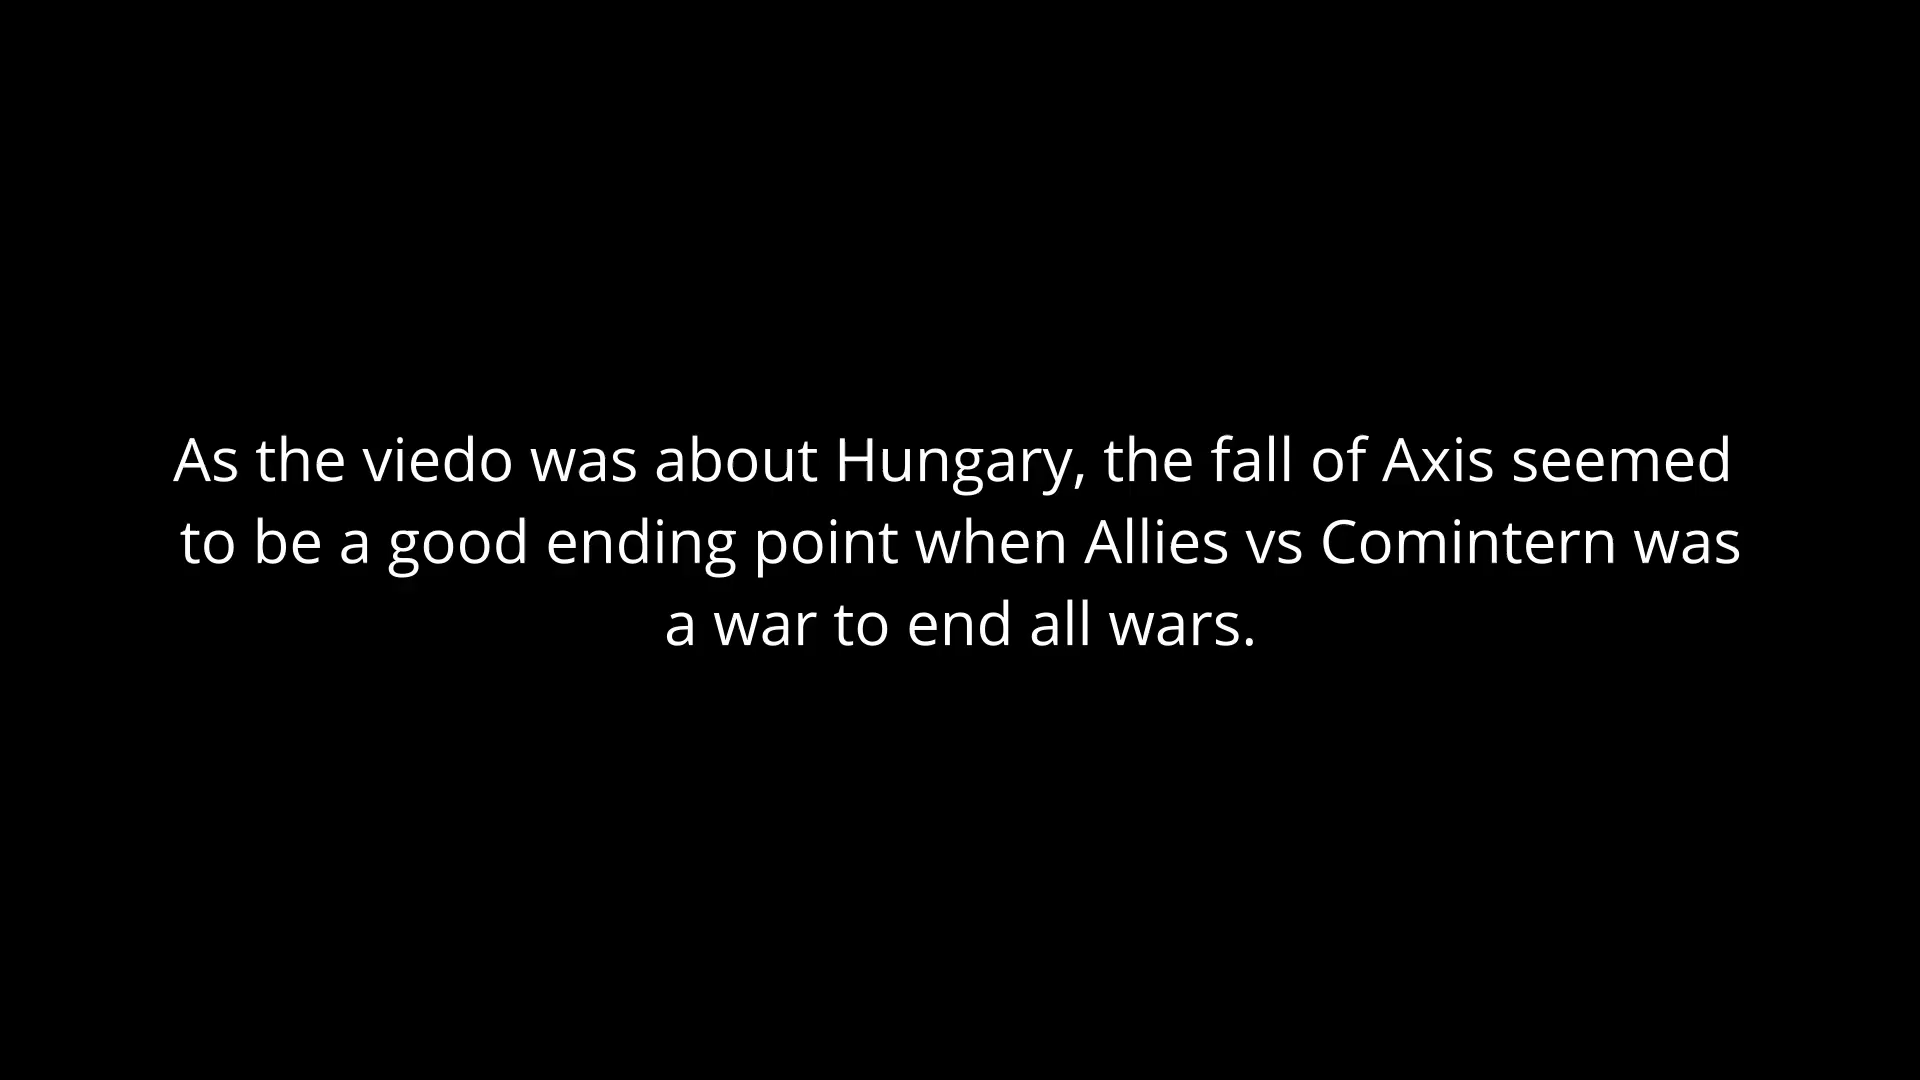 As the viedo was about Hungary, the fall of Axis seemed
to be a good ending point when Allies vs Comintern was
a war to end all wars.